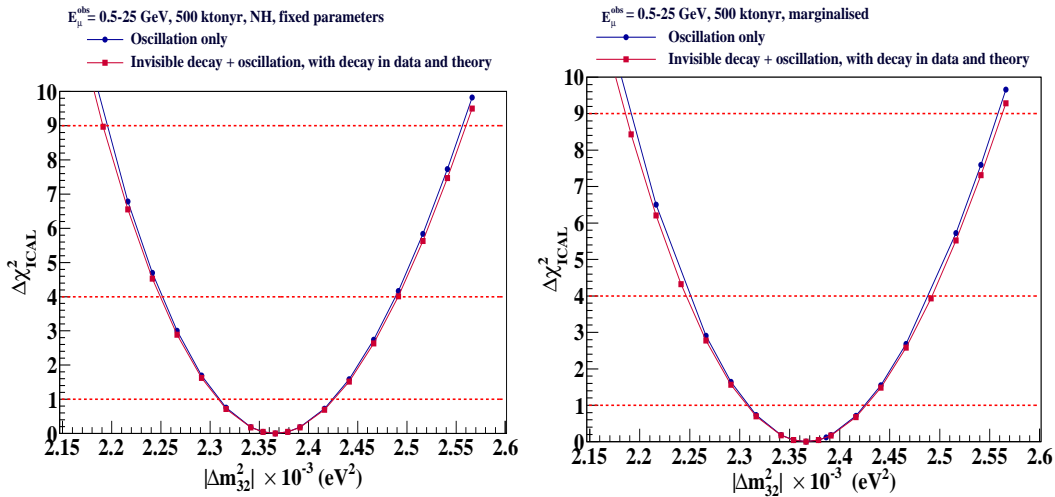 E_μ^obs = 0.5-25 GeV, 500 ktonyr, NH, fixed parameters
Oscillation only
Invisible decay + oscillation, with decay in data and theory
10
9
8
7
6
5
4
3
2
1
0
Δχ²_ICAL
2.15 2.2 2.25 2.3 2.35 2.4 2.45 2.5 2.55 2.6
|Δm²_32| × 10⁻³ (eV²)
E_μ^obs = 0.5-25 GeV, 500 ktonyr, marginalised
Oscillation only
Invisible decay + oscillation, with decay in data and theory
10
9
8
7
6
5
4
3
2
1
0
Δχ²_ICAL
2.15 2.2 2.25 2.3 2.35 2.4 2.45 2.5 2.55 2.6
|Δm²_32| × 10⁻³ (eV²)